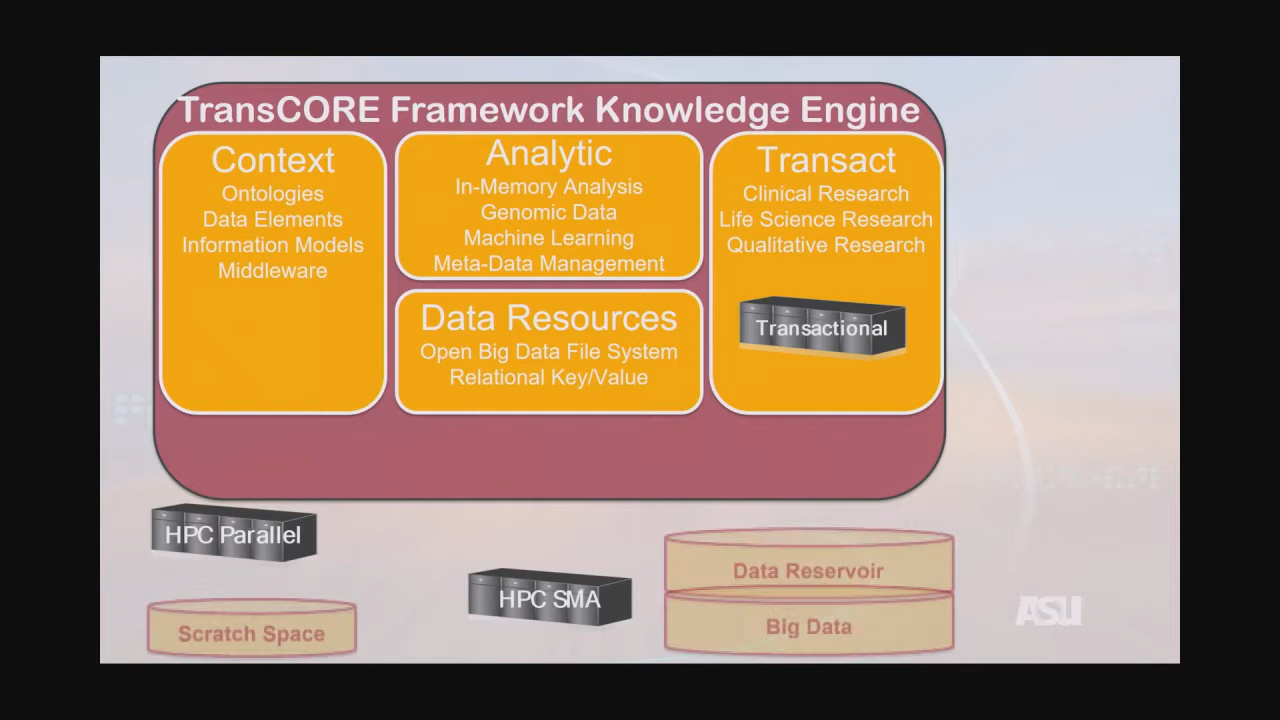 TransCORE Framework Knowledge Engine
Context
Ontologies
Data Elements
Information Models
Middleware
Analytic
In-Memory Analysis
Genomic Data
Machine Learning
Meta-Data Management
Data Resources
Open Big Data File System
Relational Key/Value
Transact
Clinical Research
Life Science Research
Qualitative Research
Transactional
HPC Parallel
Scratch Space
HPC SMA
Data Reservoir
Big Data
ASU